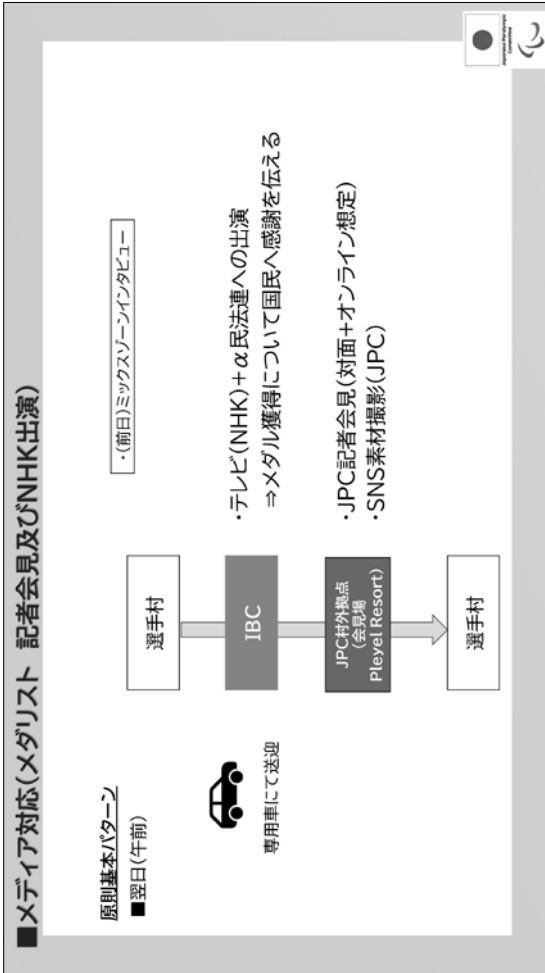 ■メディア対応(メダリスト 記者会見及びNHK出演)
原則基本パターン
■翌日(午前)
専用車にて送迎
選手村
・(前日)ミックスゾーンインタビュー
IBC
・テレビ(NHK)+α民法連への出演
⇒メダル獲得について国民へ感謝を伝える
JPC村外拠点
(会見場
Pleyel Resort)
・JPC記者会見(対面+オンライン想定)
・SNS素材撮影(JPC)
選手村
Japanese Paralympic
Committee